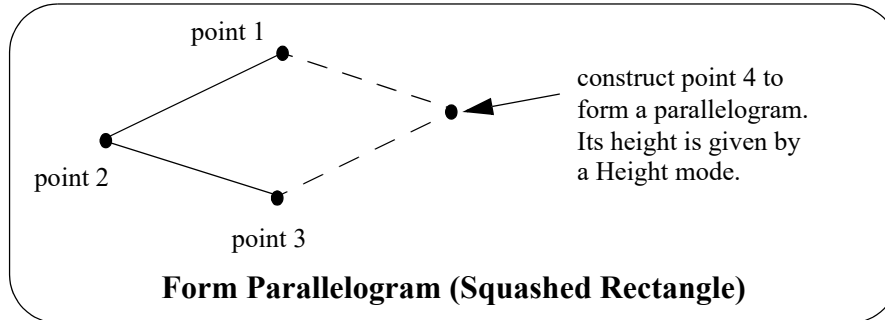 point 1
construct point 4 to
form a parallelogram.
Its height is given by
a Height mode.
point 2
point 3
Form Parallelogram (Squashed Rectangle)